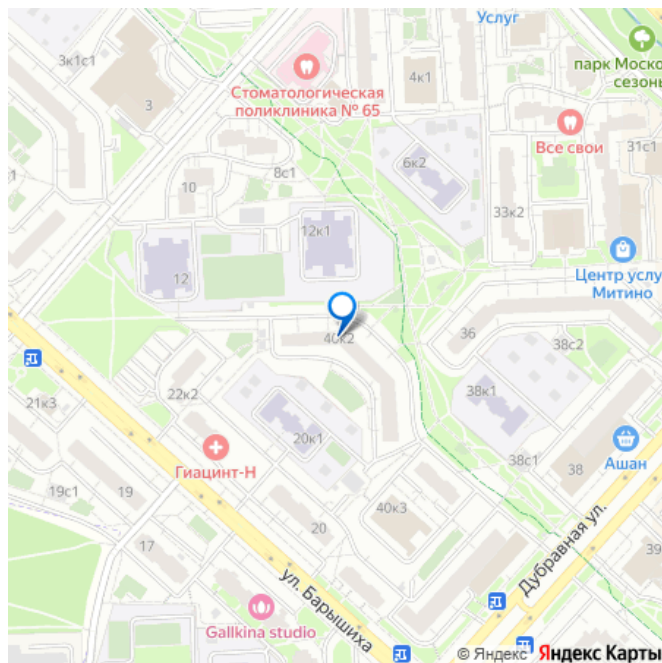 Услуг
3к1с1
парк Моско
сезоны
Стоматологическая
поликлиника № 65
4к1
3
Все свои
31с1
6к2
8с1
10
33к2
12к1
Центр услу
Митино
12
36
40к2
38с2
22к2
38к1
21к3
20к1
Гиацинт-Н
Ашан
38с1
38
19с1
19
40к3
20
17
Дубравная ул.
39
ул. Барышиха
Gallkina studio
© Яндекс Яндекс Карты